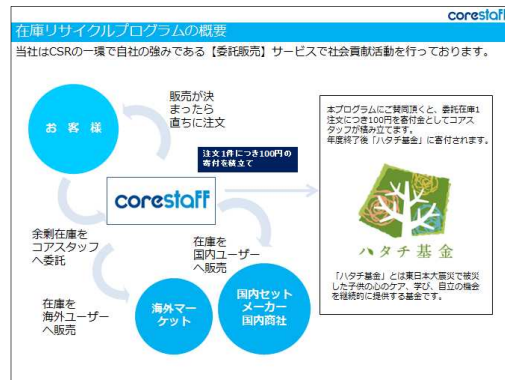 corestaff
在庫リサイクルプログラムの概要
当社はCSRの一環で自社の強みである【委託販売】サービスで社会貢献活動を行っております。
お客様
販売が決
まったら
直ちに注文
注文1件につき100円の
寄付を積立て
corestaff
余剰在庫を
コアスタッフ
へ委託
在庫を
国内ユーザー
へ販売
在庫を
海外ユーザー
へ販売
海外マー
ケット
国内セット
メーカー
国内商社
本プログラムにご賛同頂くと、委託在庫1
注文につき100円を寄付金としてコアス
タッフが積み立てます。
年度終了後「ハタチ基金」に寄付されます。
ハタチ基金
「ハタチ基金」とは東日本大震災で被災
した子供の心のケア、学び、自立の機会
を継続的に提供する基金です。